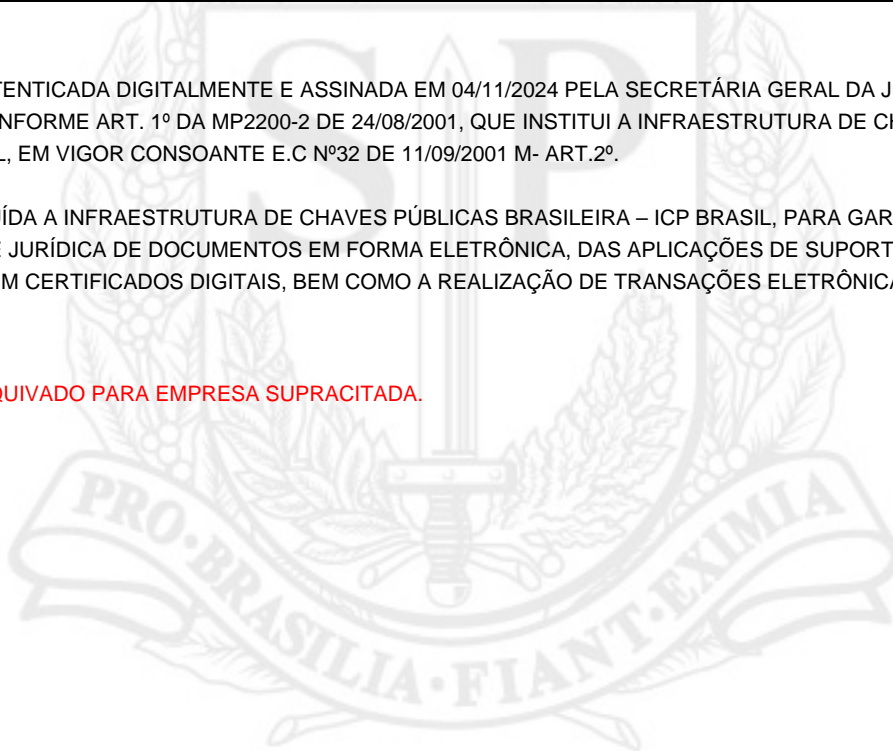 TENTICADA DIGITALMENTE E ASSINADA EM 04/11/2024 PELA SECRETÁRIA GERAL DA J
NFORME ART. 1º DA MP2200-2 DE 24/08/2001, QUE INSTITUI A INFRAESTRUTURA DE CH
L, EM VIGOR CONSOANTE E.C Nº32 DE 11/09/2001 M- ART.2º.
UÍDA A INFRAESTRUTURA DE CHAVES PÚBLICAS BRASILEIRA – ICP BRASIL, PARA GAR
E JURÍDICA DE DOCUMENTOS EM FORMA ELETRÔNICA, DAS APLICAÇÕES DE SUPORT
M CERTIFICADOS DIGITAIS, BEM COMO A REALIZAÇÃO DE TRANSAÇÕES ELETRÔNICA
QUIVADO PARA EMPRESA SUPRACITADA.
SP
PRO·BRASILIA·FIANT·EXIMIA